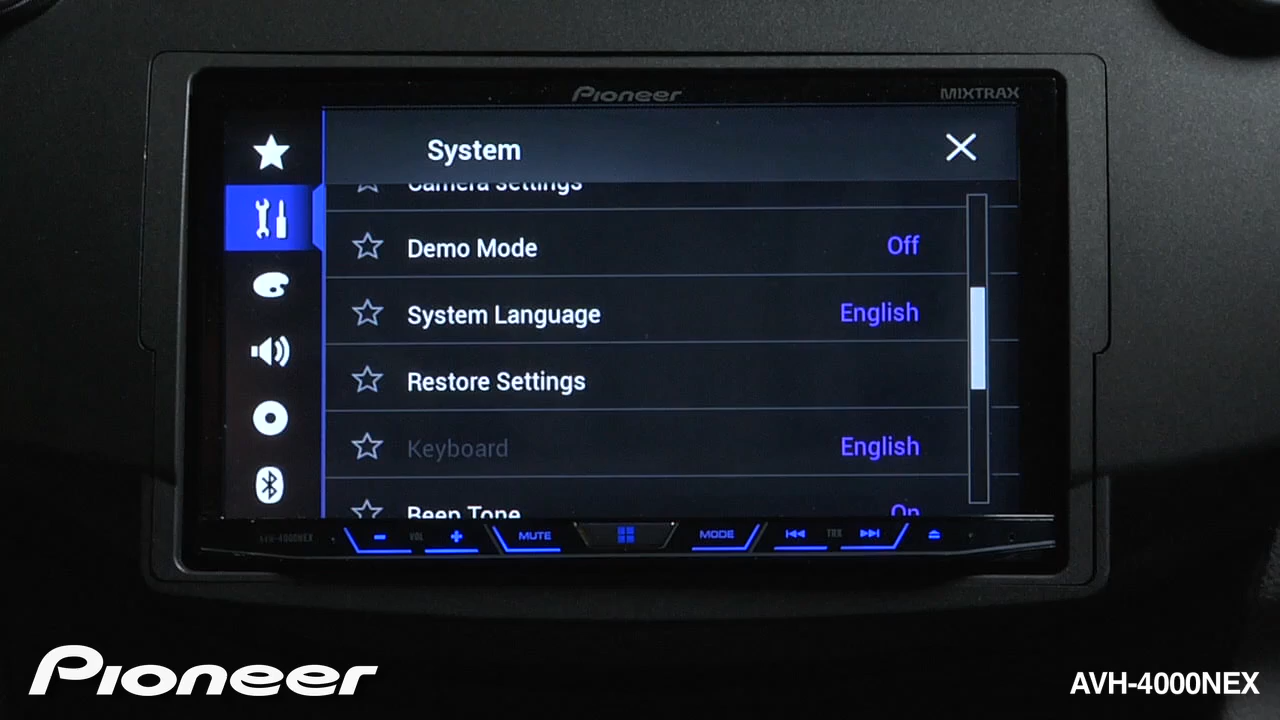 Pioneer MIXTRAX
System
Camera settings
Demo Mode Off
System Language English
Restore Settings
Keyboard English
Beep Tone On
AVH-4000NEX VOL MUTE MODE TRK
Pioneer AVH-4000NEX